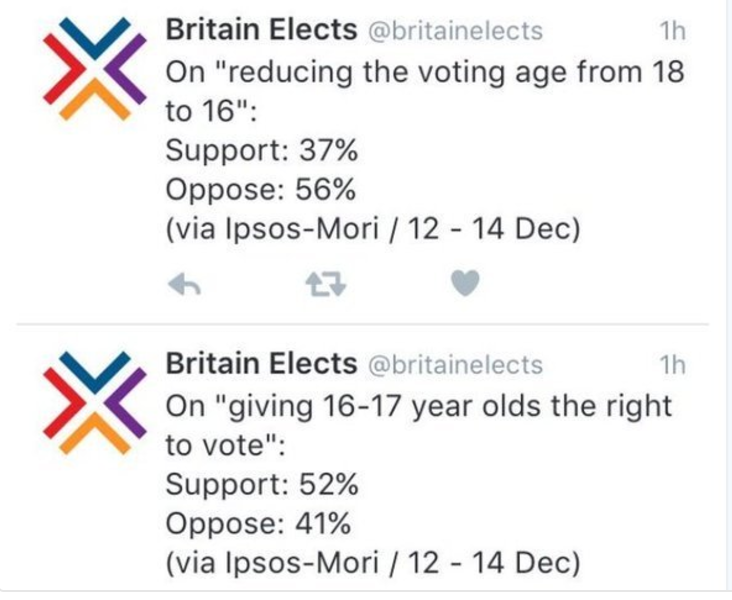 Britain Elects @britainelects 1h
On "reducing the voting age from 18
to 16":
Support: 37%
Oppose: 56%
(via Ipsos-Mori / 12 - 14 Dec)
Britain Elects @britainelects 1h
On "giving 16-17 year olds the right
to vote":
Support: 52%
Oppose: 41%
(via Ipsos-Mori / 12 - 14 Dec)